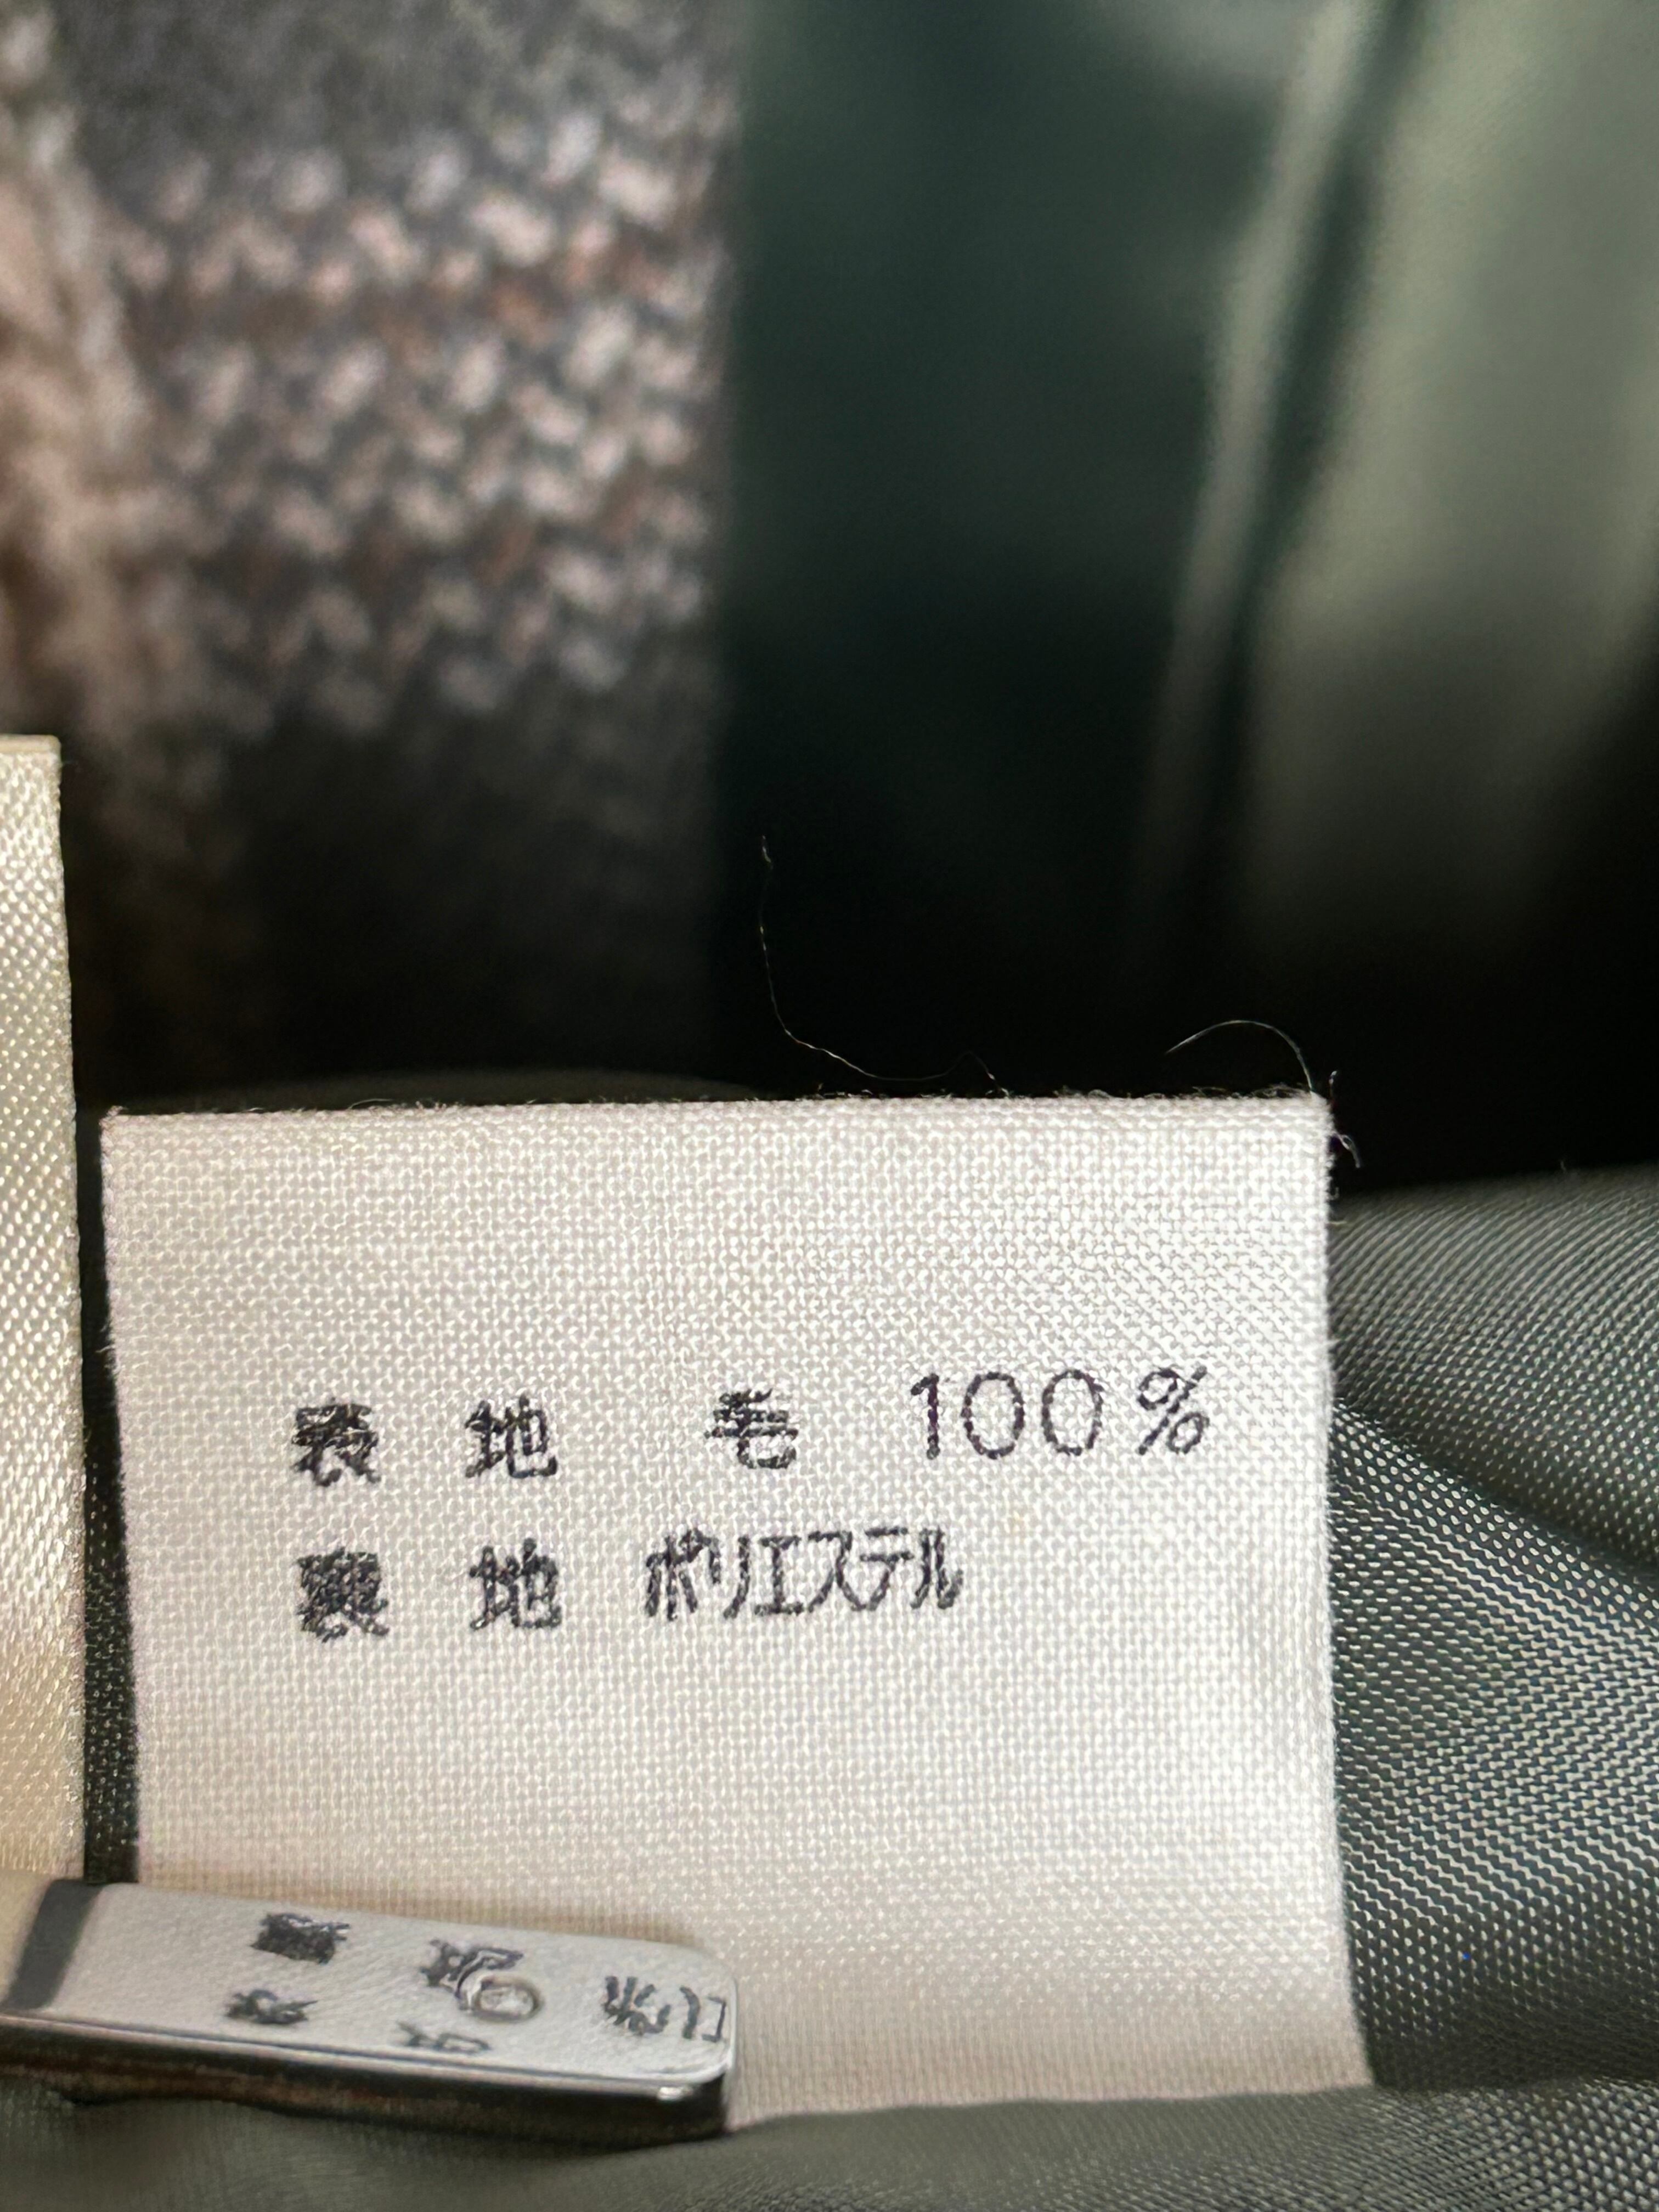 表地 毛 100%
裏地 ポリエステル